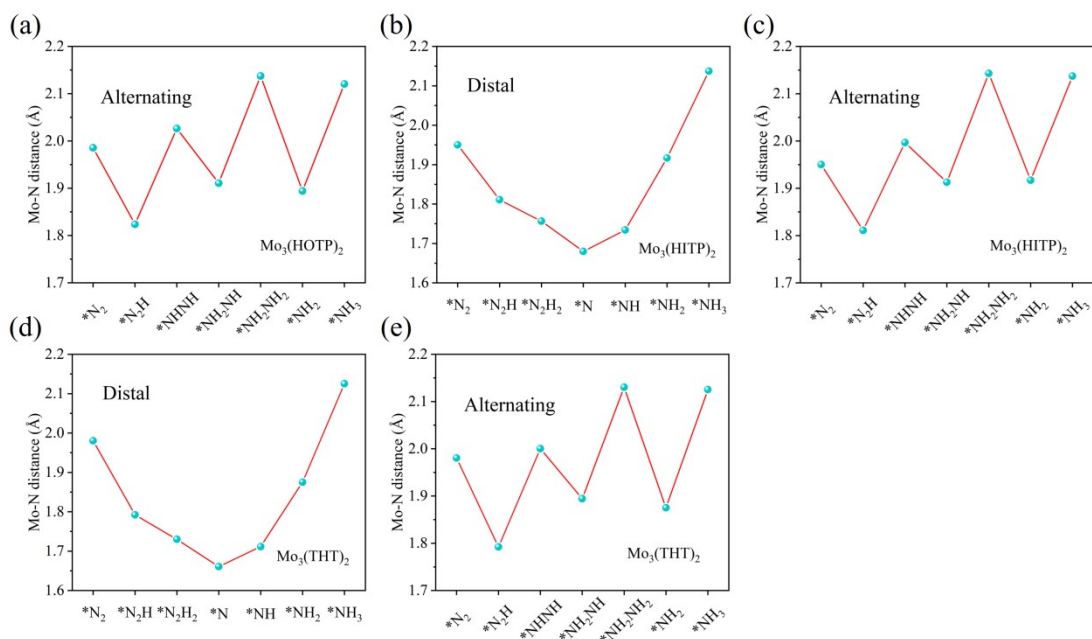 (a)
2.2
2.1
2.0
1.9
1.8
1.7
Mo-N distance (Å)
Alternating
Mo₃(HOTP)₂
*N₂
*N₂H
*NHNH
*NH₂NH
*NH₂NH₂
*NH₂
*NH₃
(b)
2.2
2.1
2.0
1.9
1.8
1.7
1.6
Mo-N distance (Å)
Distal
Mo₃(HITP)₂
*N₂
*N₂H
*N₂H₂
*N
*NH
*NH₂
*NH₃
(c)
2.2
2.1
2.0
1.9
1.8
1.7
Mo-N distance (Å)
Alternating
Mo₃(HITP)₂
*N₂
*N₂H
*NHNH
*NH₂NH
*NH₂NH₂
*NH₂
*NH₃
(d)
2.2
2.1
2.0
1.9
1.8
1.7
1.6
Mo-N distance (Å)
Distal
Mo₃(THT)₂
*N₂
*N₂H
*N₂H₂
*N
*NH
*NH₂
*NH₃
(e)
2.2
2.1
2.0
1.9
1.8
1.7
Mo-N distance (Å)
Alternating
Mo₃(THT)₂
*N₂
*N₂H
*NHNH
*NH₂NH
*NH₂NH₂
*NH₂
*NH₃